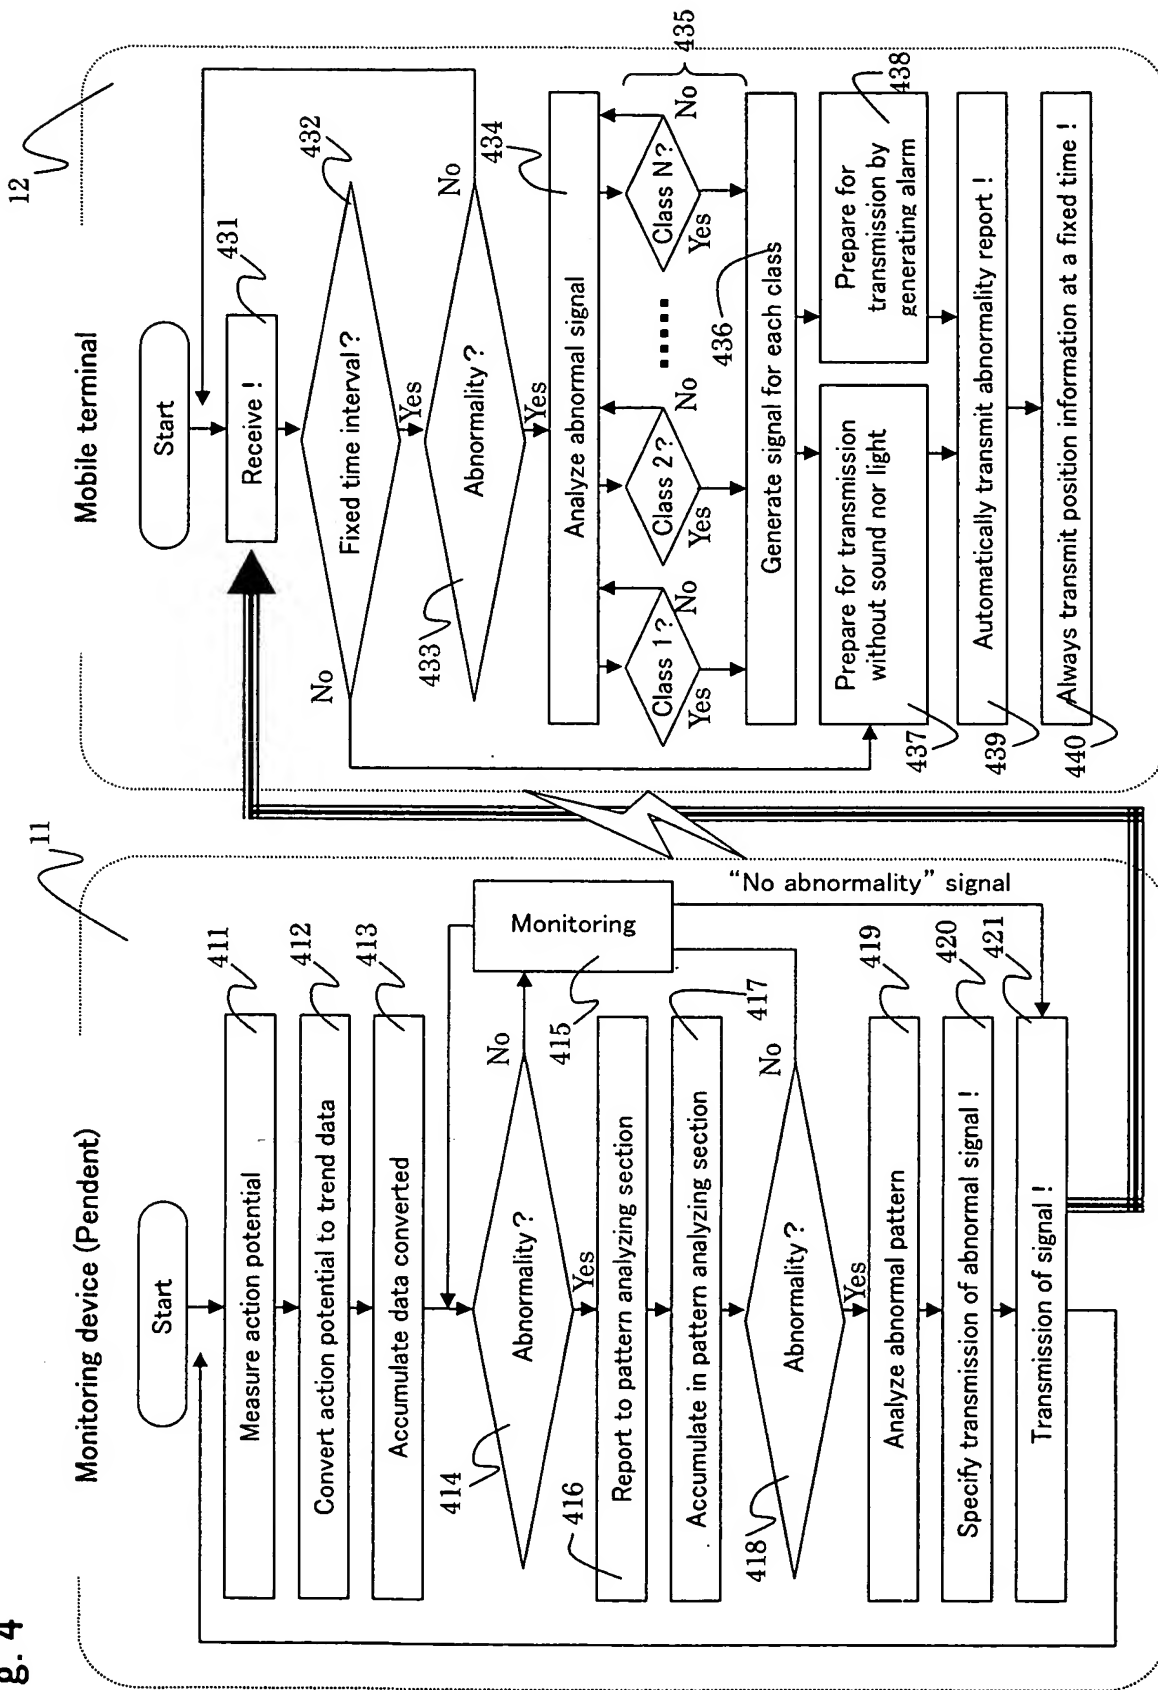 g. 4
Monitoring device (Pendent)
11
Start
Measure action potential
411
Convert action potential to trend data
412
Accumulate data converted
413
Abnormality?
414
No
Yes
Monitoring
415
"No abnormality" signal
Report to pattern analyzing section
416
Accumulate in pattern analyzing section
417
Abnormality?
418
No
Yes
Analyze abnormal pattern
419
Specify transmission of abnormal signal!
420
Transmission of signal!
421
Mobile terminal
12
Start
Receive!
431
Fixed time interval?
432
No
Yes
Abnormality?
433
No
Yes
Analyze abnormal signal
434
Class 1?
No
Yes
Class 2?
No
Yes
Class N?
No
Yes
435
Generate signal for each class
436
Prepare for transmission
without sound nor light
437
Prepare for
transmission by
generating alarm
438
Automatically transmit abnormality report!
439
Always transmit position information at a fixed time!
440